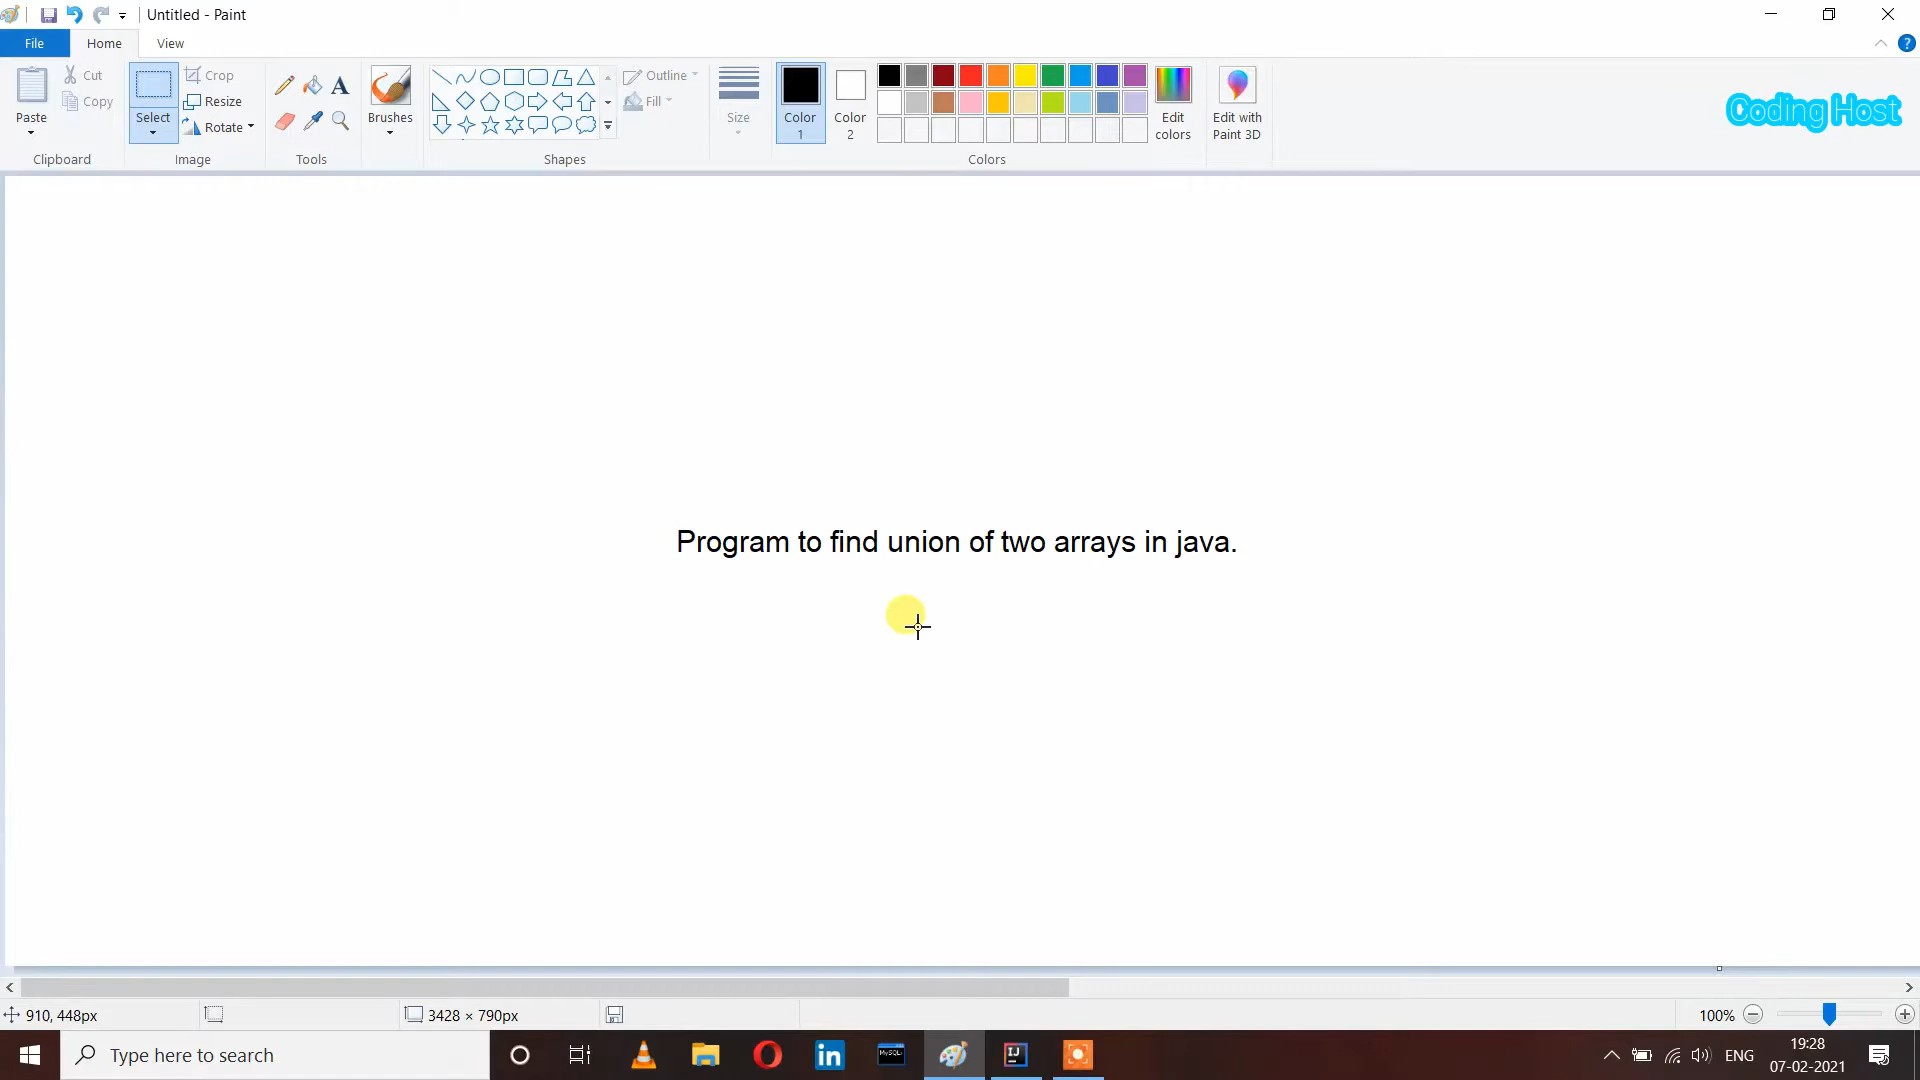 Untitled - Paint
File
Home
View
?
Paste
Cut
Copy
Clipboard
Select
Crop
Resize
Rotate
Image
A
Tools
Brushes
Outline
Fill
Shapes
Size
Color
1
Color
2
Edit
colors
Colors
Edit with
Paint 3D
Coding Host
Program to find union of two arrays in java.
910, 448px
3428 × 790px
100%
Type here to search
in
MySQL
IJ
ENG
19:28
07-02-2021